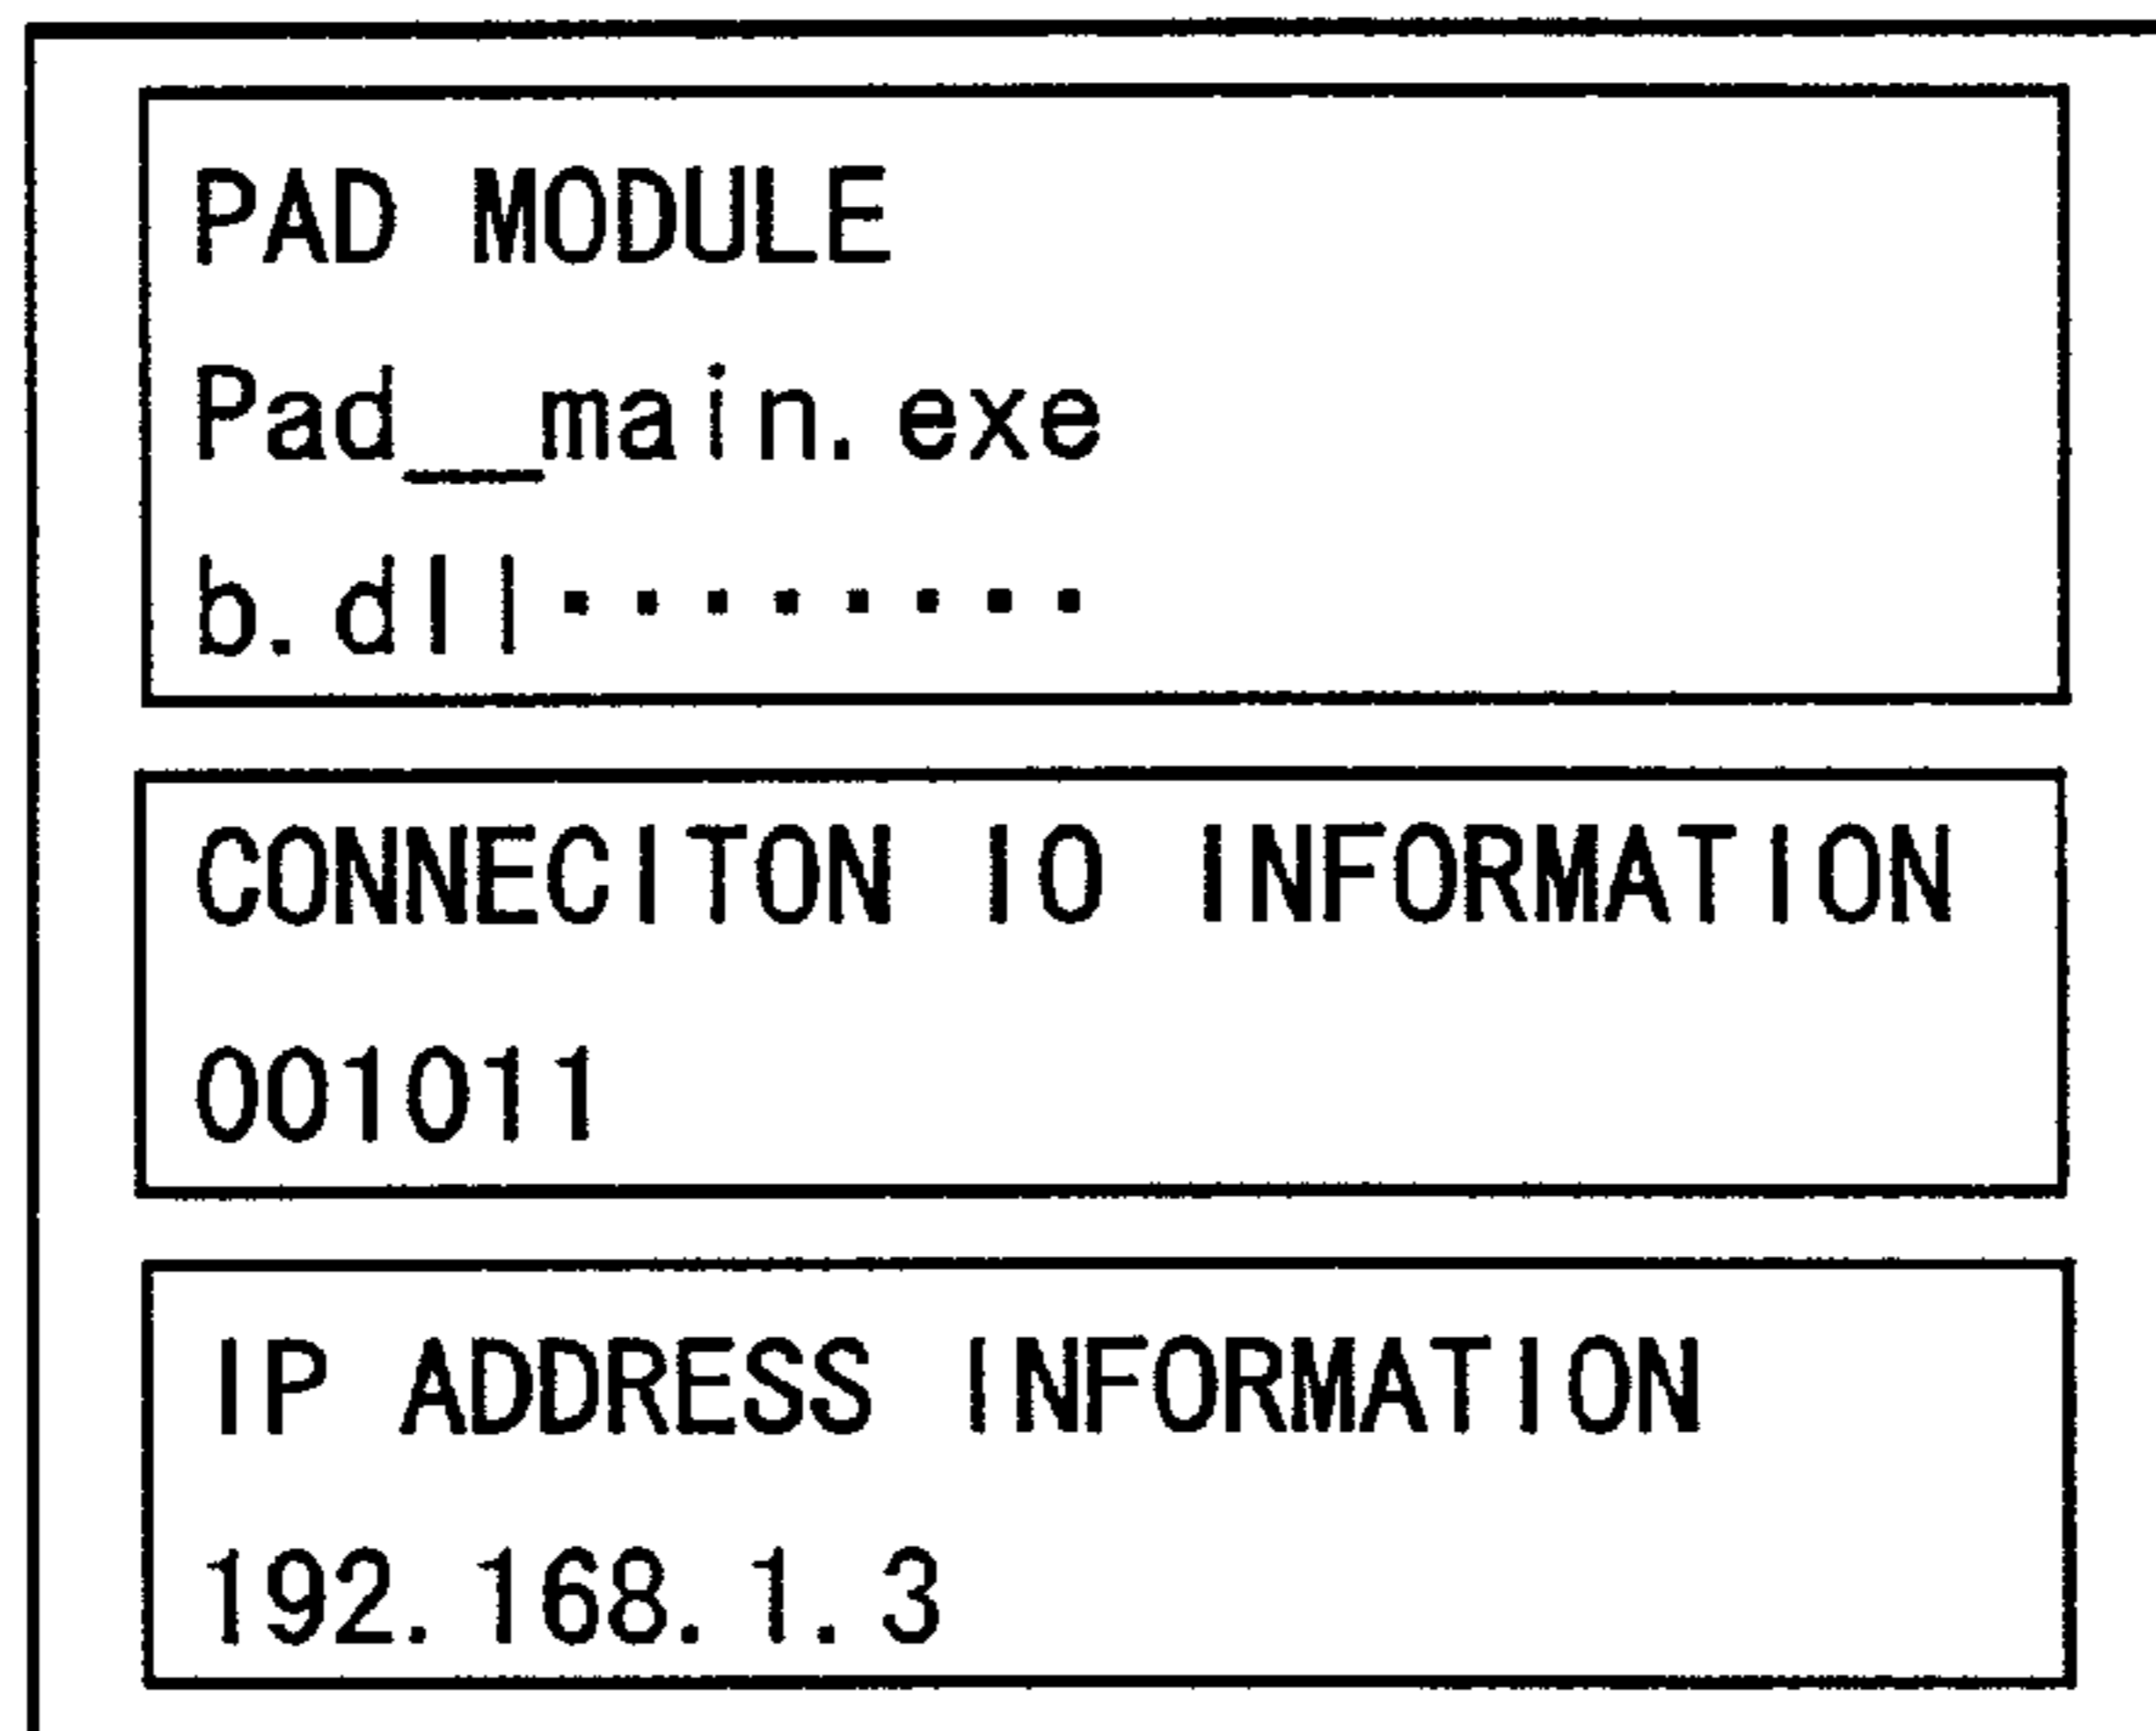 PAD MODULE
Pad__main.exe
b.dll········
CONNECITON IO INFORMATION
001011
IP ADDRESS INFORMATION
192.168.1.3